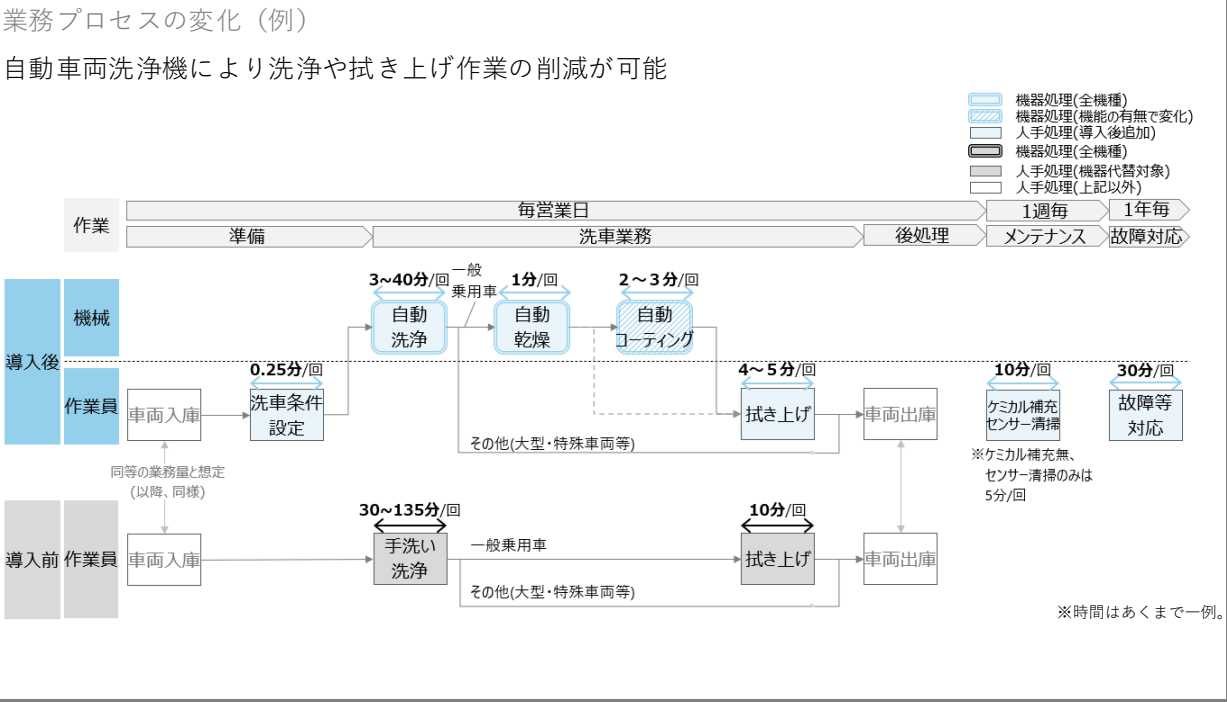 業務プロセスの変化（例）
自動車両洗浄機により洗浄や拭き上げ作業の削減が可能
機器処理(全機種)
機器処理(機能の有無で変化)
人手処理(導入後追加)
機器処理(全機種)
人手処理(機器代替対象)
人手処理(上記以外)
作業
毎営業日
1週毎
1年毎
準備
洗車業務
後処理
メンテナンス
故障対応
導入後
機械
3~40分/回
一般
乗用車
1分/回
2～3分/回
自動
洗浄
自動
乾燥
自動
コーティング
作業員
0.25分/回
4～5分/回
10分/回
30分/回
車両入庫
洗車条件
設定
拭き上げ
車両出庫
ケミカル補充
センサー清掃
故障等
対応
その他(大型・特殊車両等)
※ケミカル補充無、
センサー清掃のみは
5分/回
同等の業務量と想定
(以降、同様)
導入前
作業員
30~135分/回
10分/回
車両入庫
手洗い
洗浄
一般乗用車
拭き上げ
車両出庫
その他(大型・特殊車両等)
※時間はあくまで一例。